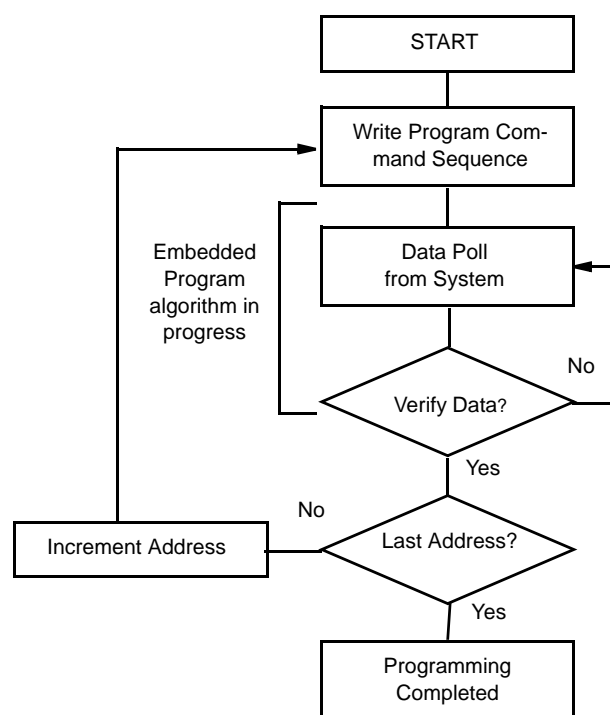 START
Write Program Com-
mand Sequence
Embedded
Program
algorithm in
progress
Data Poll
from System
Verify Data?
No
Yes
No
Increment Address
Last Address?
Yes
Programming
Completed